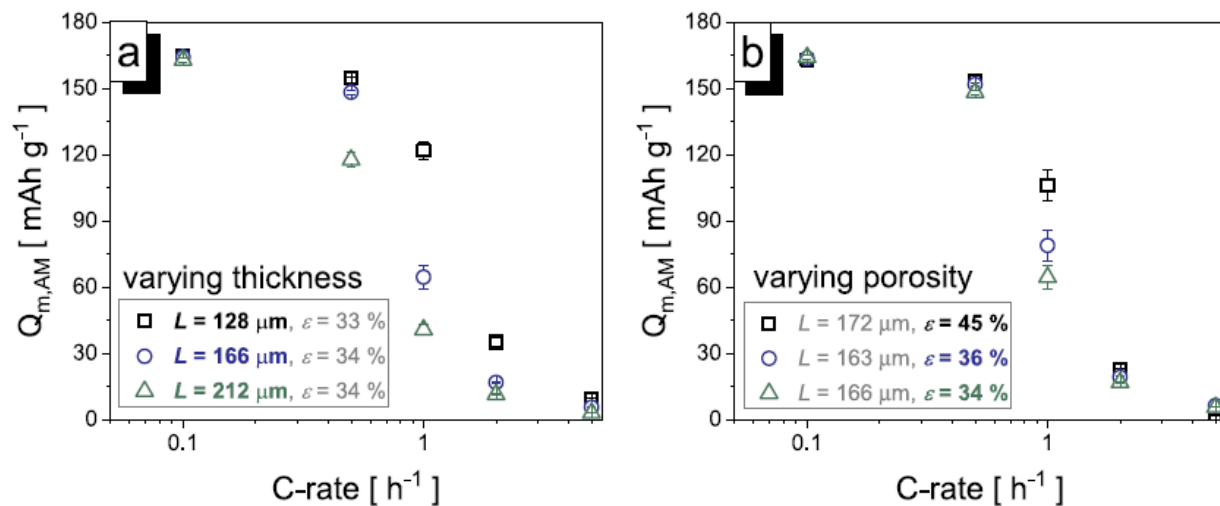 a
Q_m,AM [ mAh g⁻¹ ]
180
150
120
90
60
30
0
varying thickness
L = 128 μm, ε = 33 %
L = 166 μm, ε = 34 %
L = 212 μm, ε = 34 %
0.1
1
C-rate [ h⁻¹ ]
b
Q_m,AM [ mAh g⁻¹ ]
180
150
120
90
60
30
0
varying porosity
L = 172 μm, ε = 45 %
L = 163 μm, ε = 36 %
L = 166 μm, ε = 34 %
0.1
1
C-rate [ h⁻¹ ]